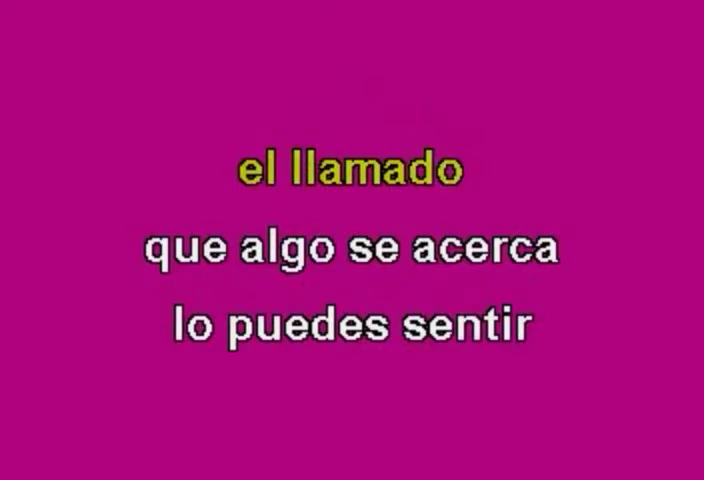 el llamado
que algo se acerca
lo puedes sentir